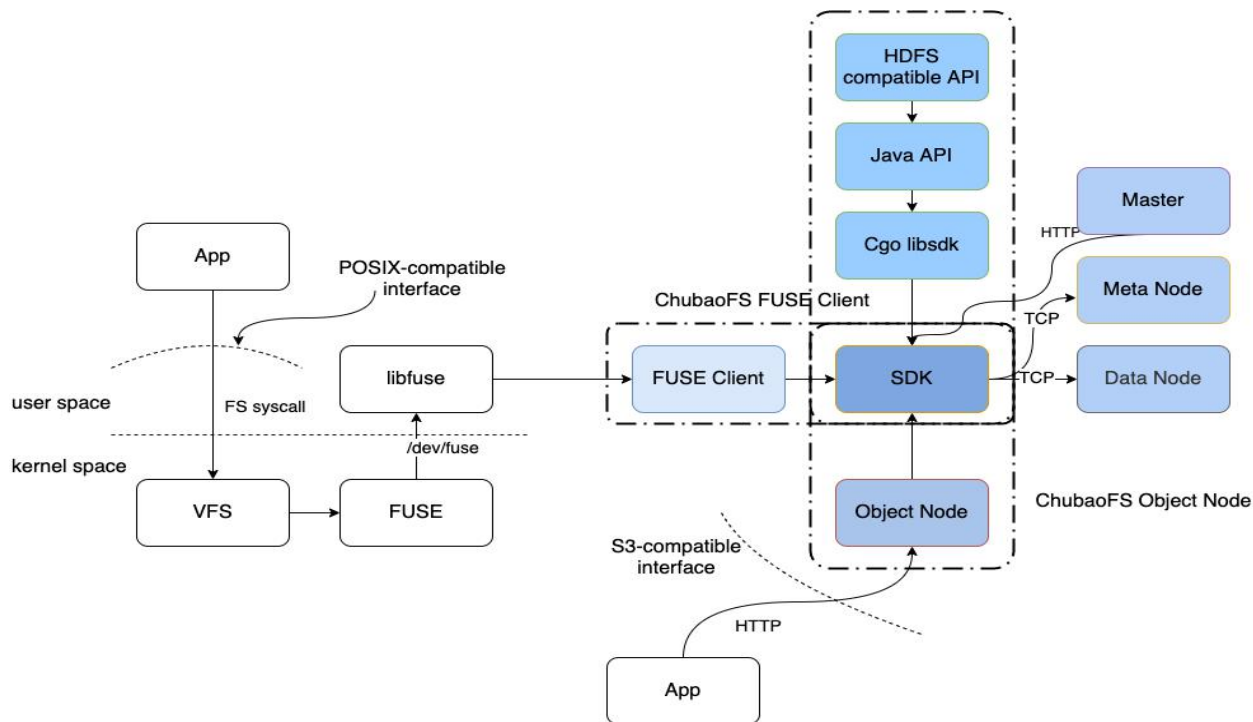 HDFS
compatible API
Java API
Master
Cgo libsdk
HTTP
App
POSIX-compatible
interface
ChubaoFS FUSE Client
Meta Node
TCP
libfuse
FUSE Client
SDK
TCP
Data Node
user space
FS syscall
/dev/fuse
kernel space
VFS
FUSE
Object Node
ChubaoFS Object Node
S3-compatible
interface
HTTP
App